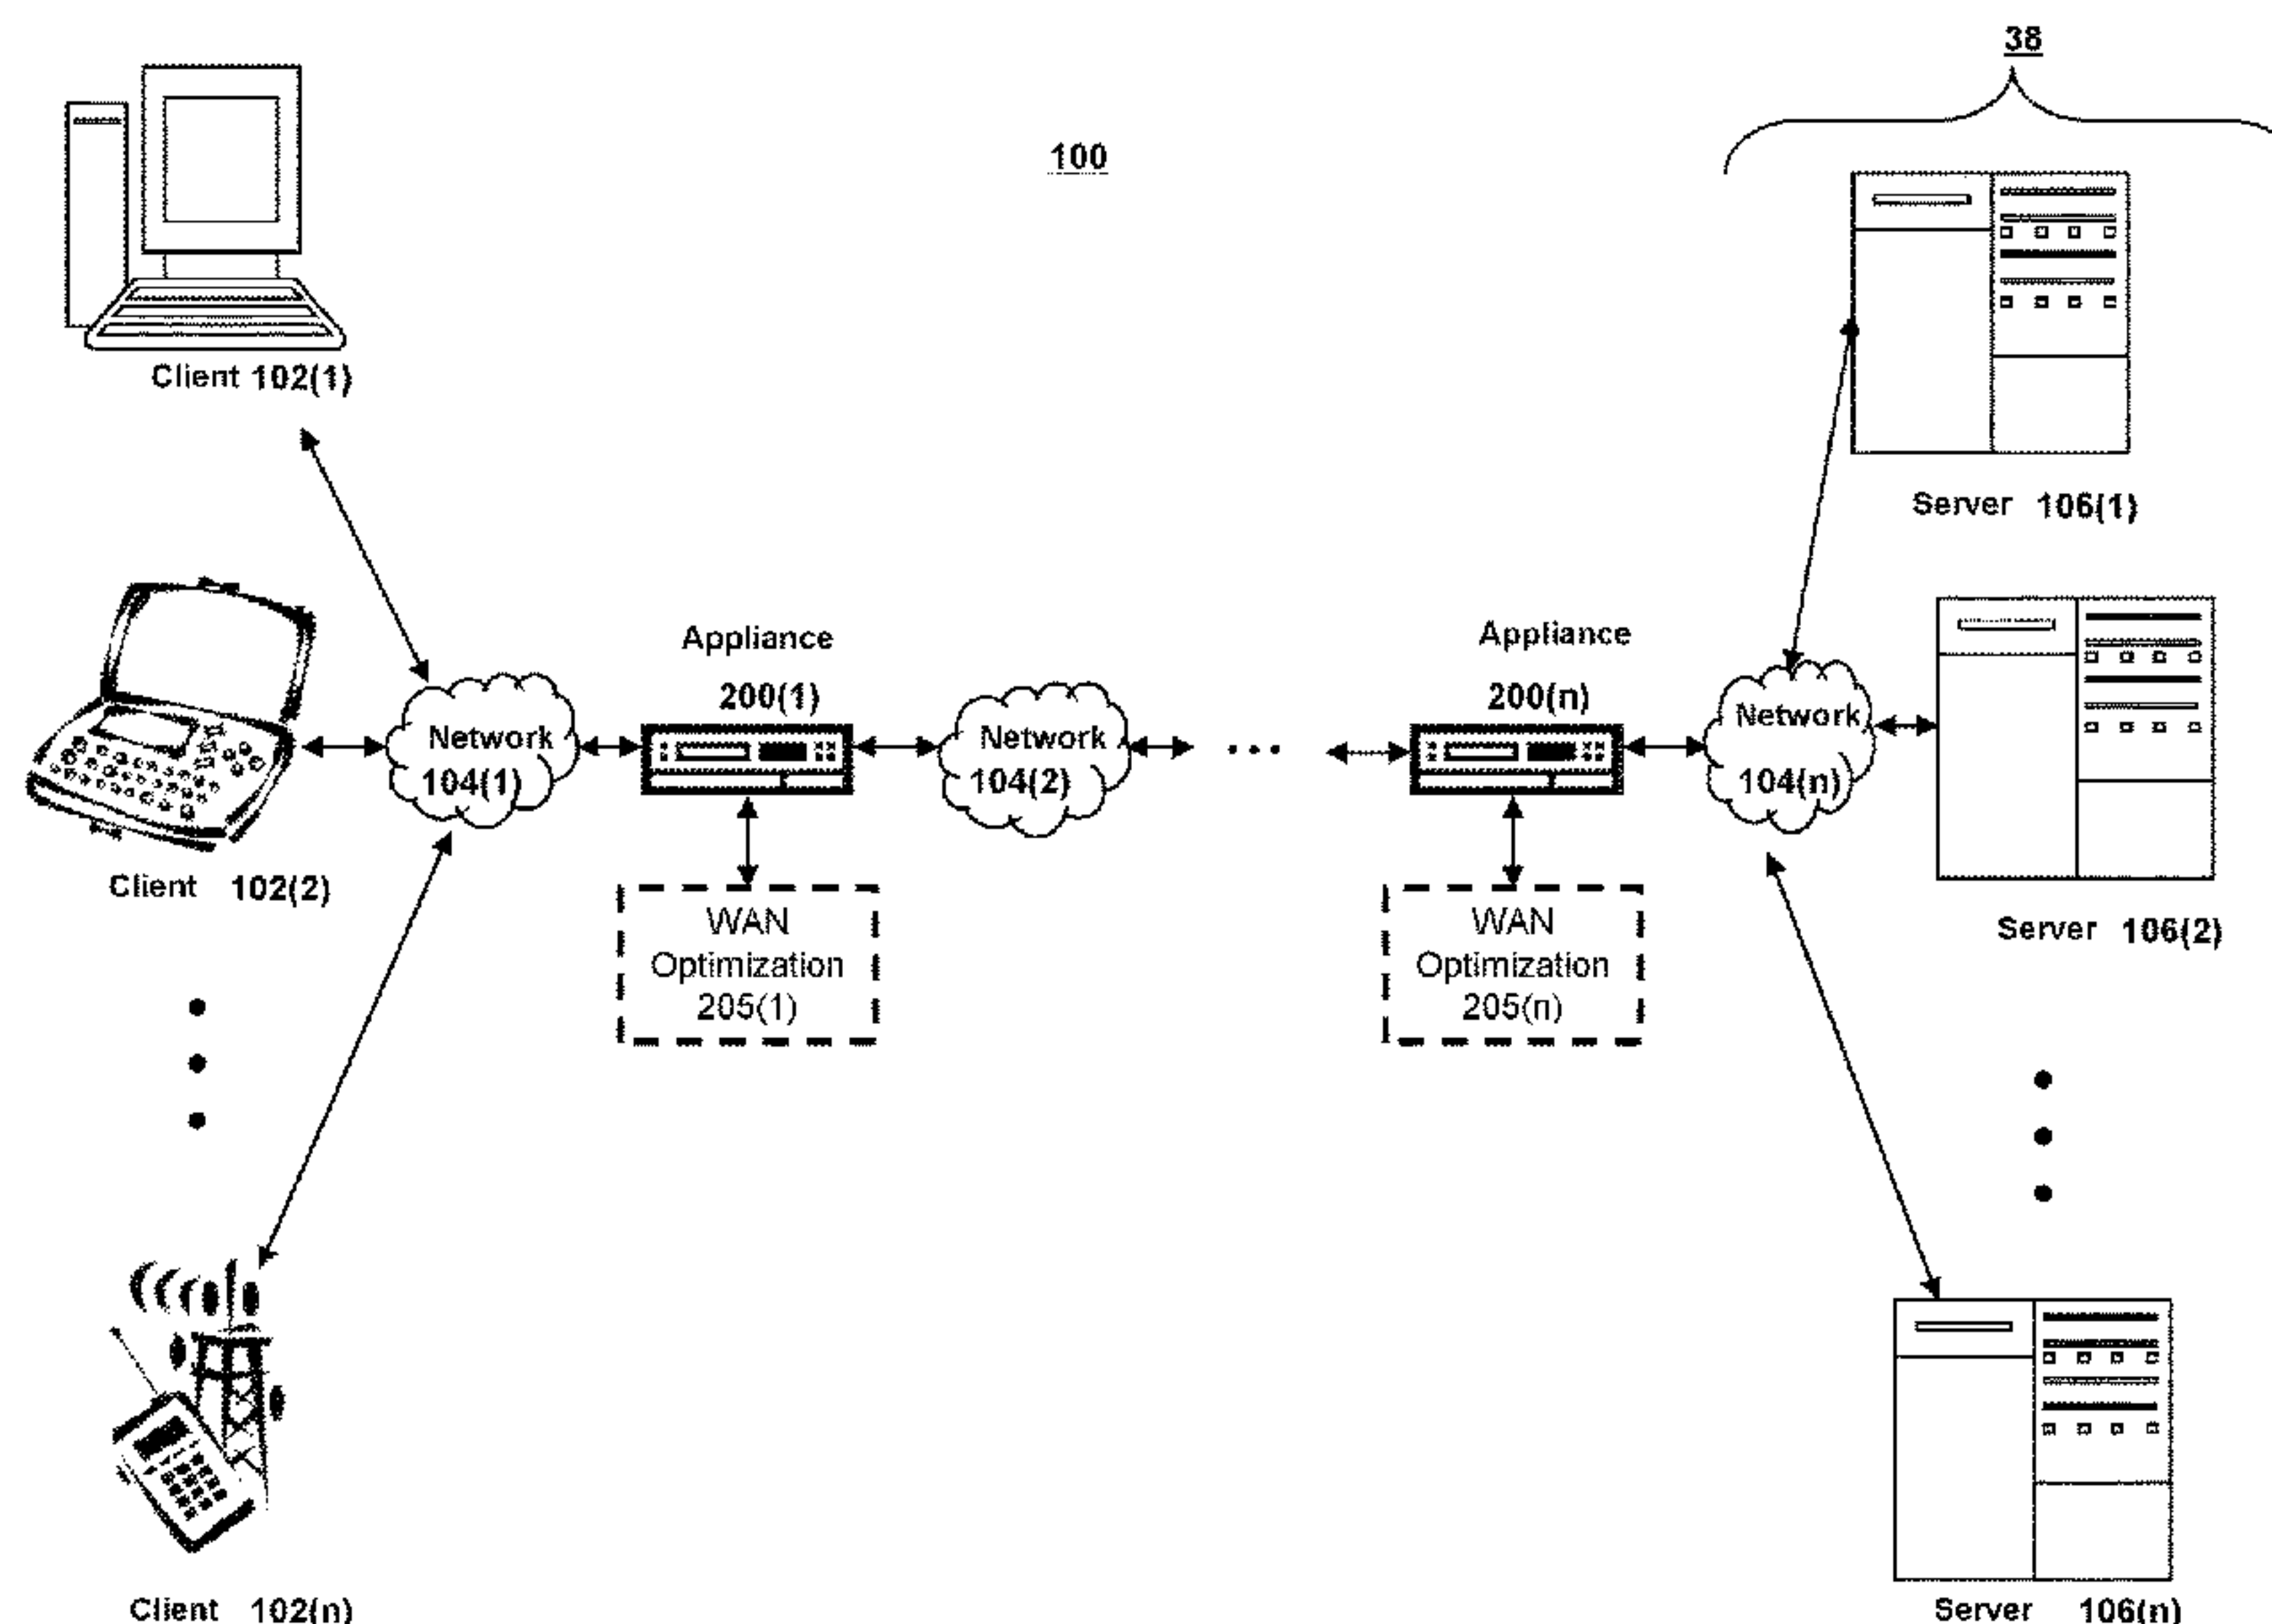 38
100
Client 102(1)
Server 106(1)
Appliance
200(1)
Appliance
200(n)
Network
104(1)
Network
104(2)
...
Network
104(n)
Client 102(2)
WAN
Optimization
205(1)
WAN
Optimization
205(n)
Server 106(2)
Client 102(n)
Server 106(n)